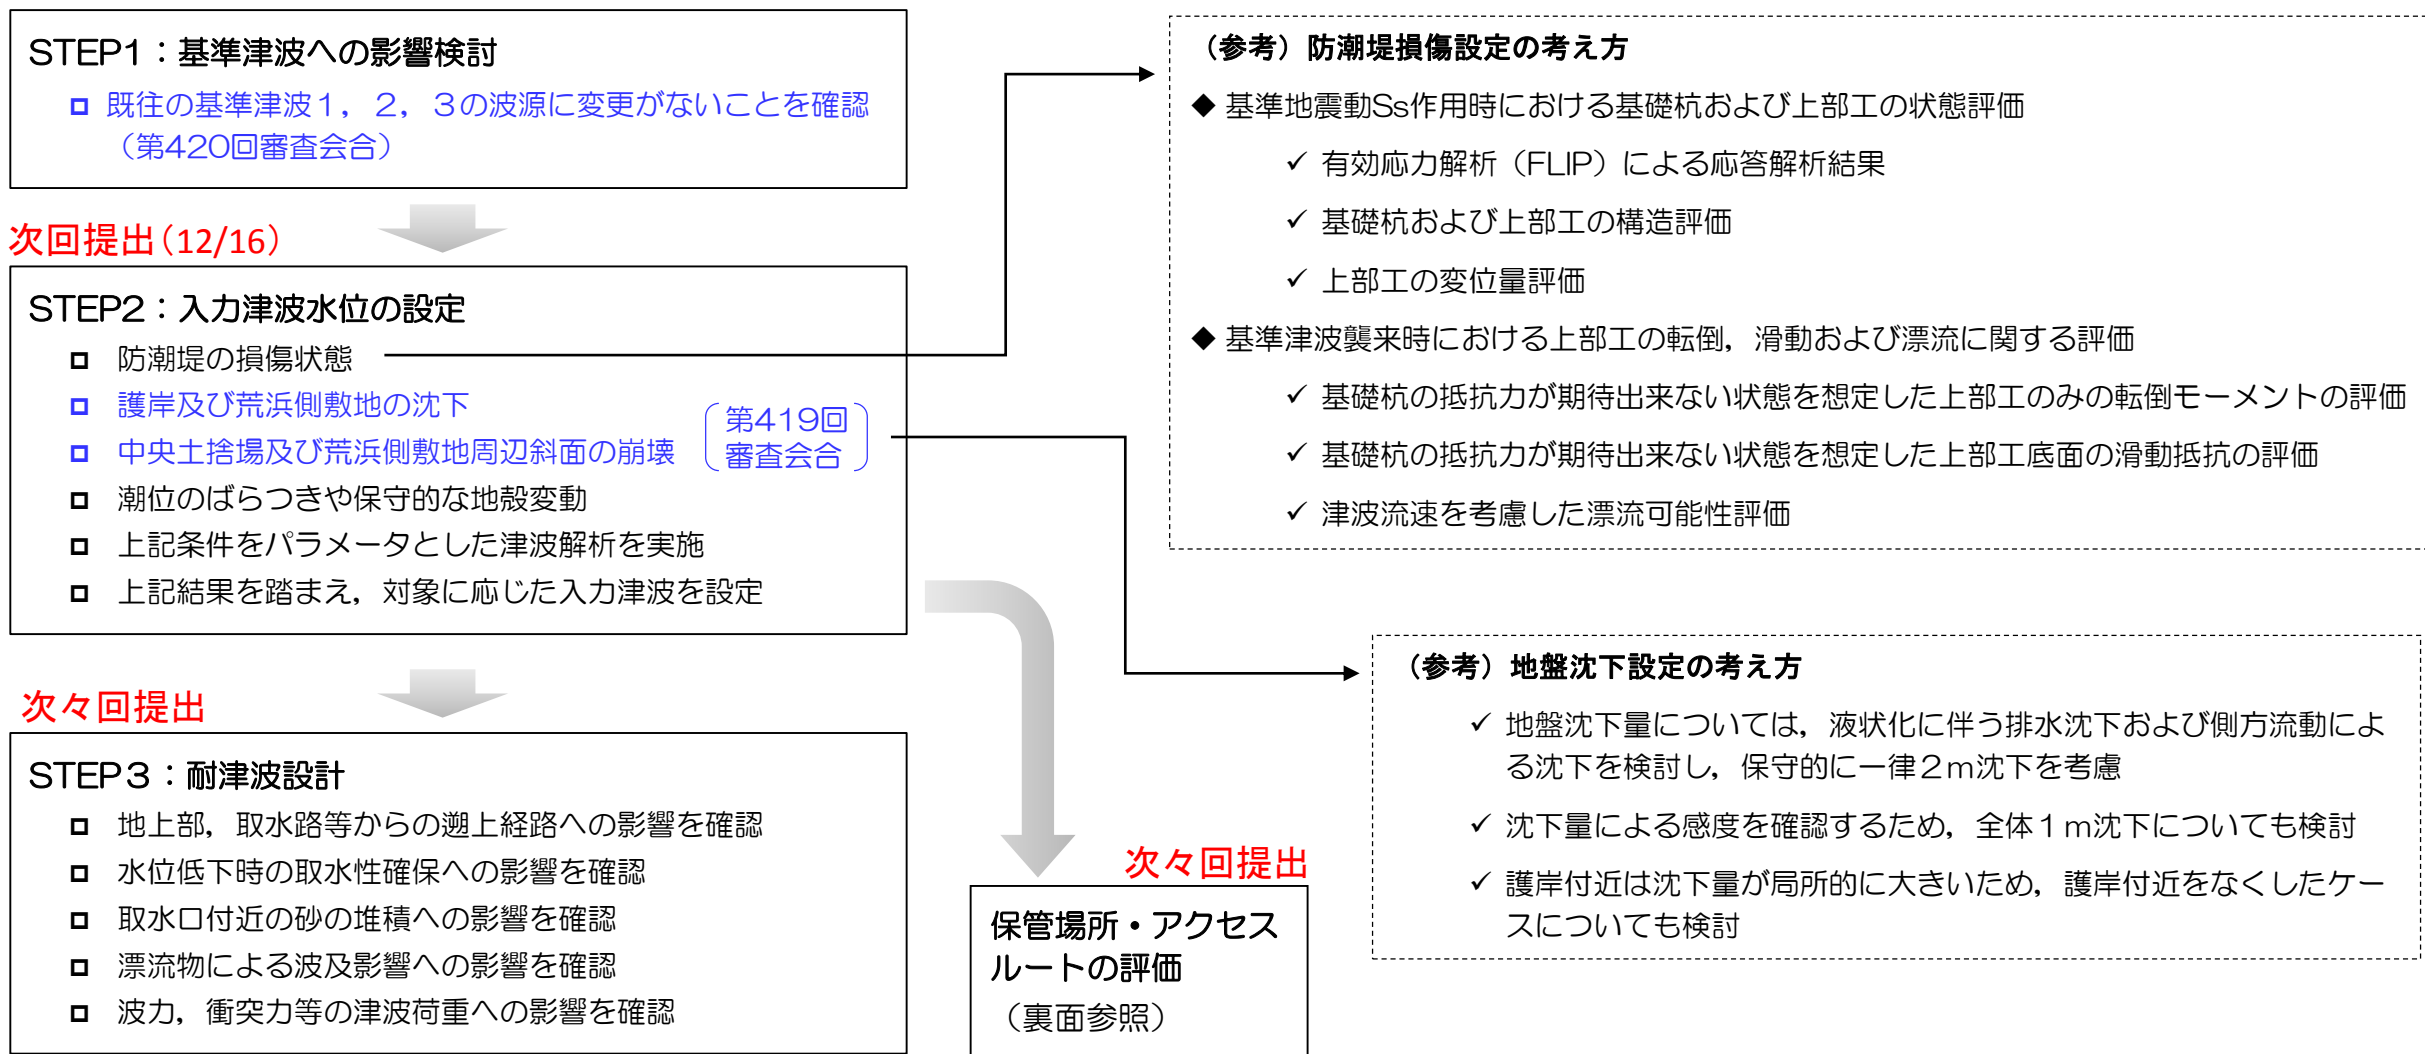 STEP1：基準津波への影響検討
既往の基準津波１，２，３の波源に変更がないことを確認
（第420回審査会合）
次回提出(12/16)
STEP2：入力津波水位の設定
防潮堤の損傷状態
護岸及び荒浜側敷地の沈下
中央土捨場及び荒浜側敷地周辺斜面の崩壊
第419回
審査会合
潮位のばらつきや保守的な地殻変動
上記条件をパラメータとした津波解析を実施
上記結果を踏まえ，対象に応じた入力津波を設定
次々回提出
STEP３：耐津波設計
地上部，取水路等からの遡上経路への影響を確認
水位低下時の取水性確保への影響を確認
取水口付近の砂の堆積への影響を確認
漂流物による波及影響への影響を確認
波力，衝突力等の津波荷重への影響を確認
次々回提出
保管場所・アクセス
ルートの評価
（裏面参照）
（参考）防潮堤損傷設定の考え方
◆ 基準地震動Ss作用時における基礎杭および上部工の状態評価
✓ 有効応力解析（FLIP）による応答解析結果
✓ 基礎杭および上部工の構造評価
✓ 上部工の変位量評価
◆ 基準津波襲来時における上部工の転倒，滑動および漂流に関する評価
✓ 基礎杭の抵抗力が期待出来ない状態を想定した上部工のみの転倒モーメントの評価
✓ 基礎杭の抵抗力が期待出来ない状態を想定した上部工底面の滑動抵抗の評価
✓ 津波流速を考慮した漂流可能性評価
（参考）地盤沈下設定の考え方
✓ 地盤沈下量については，液状化に伴う排水沈下および側方流動によ
る沈下を検討し，保守的に一律２ｍ沈下を考慮
✓ 沈下量による感度を確認するため，全体１ｍ沈下についても検討
✓ 護岸付近は沈下量が局所的に大きいため，護岸付近をなくしたケー
スについても検討